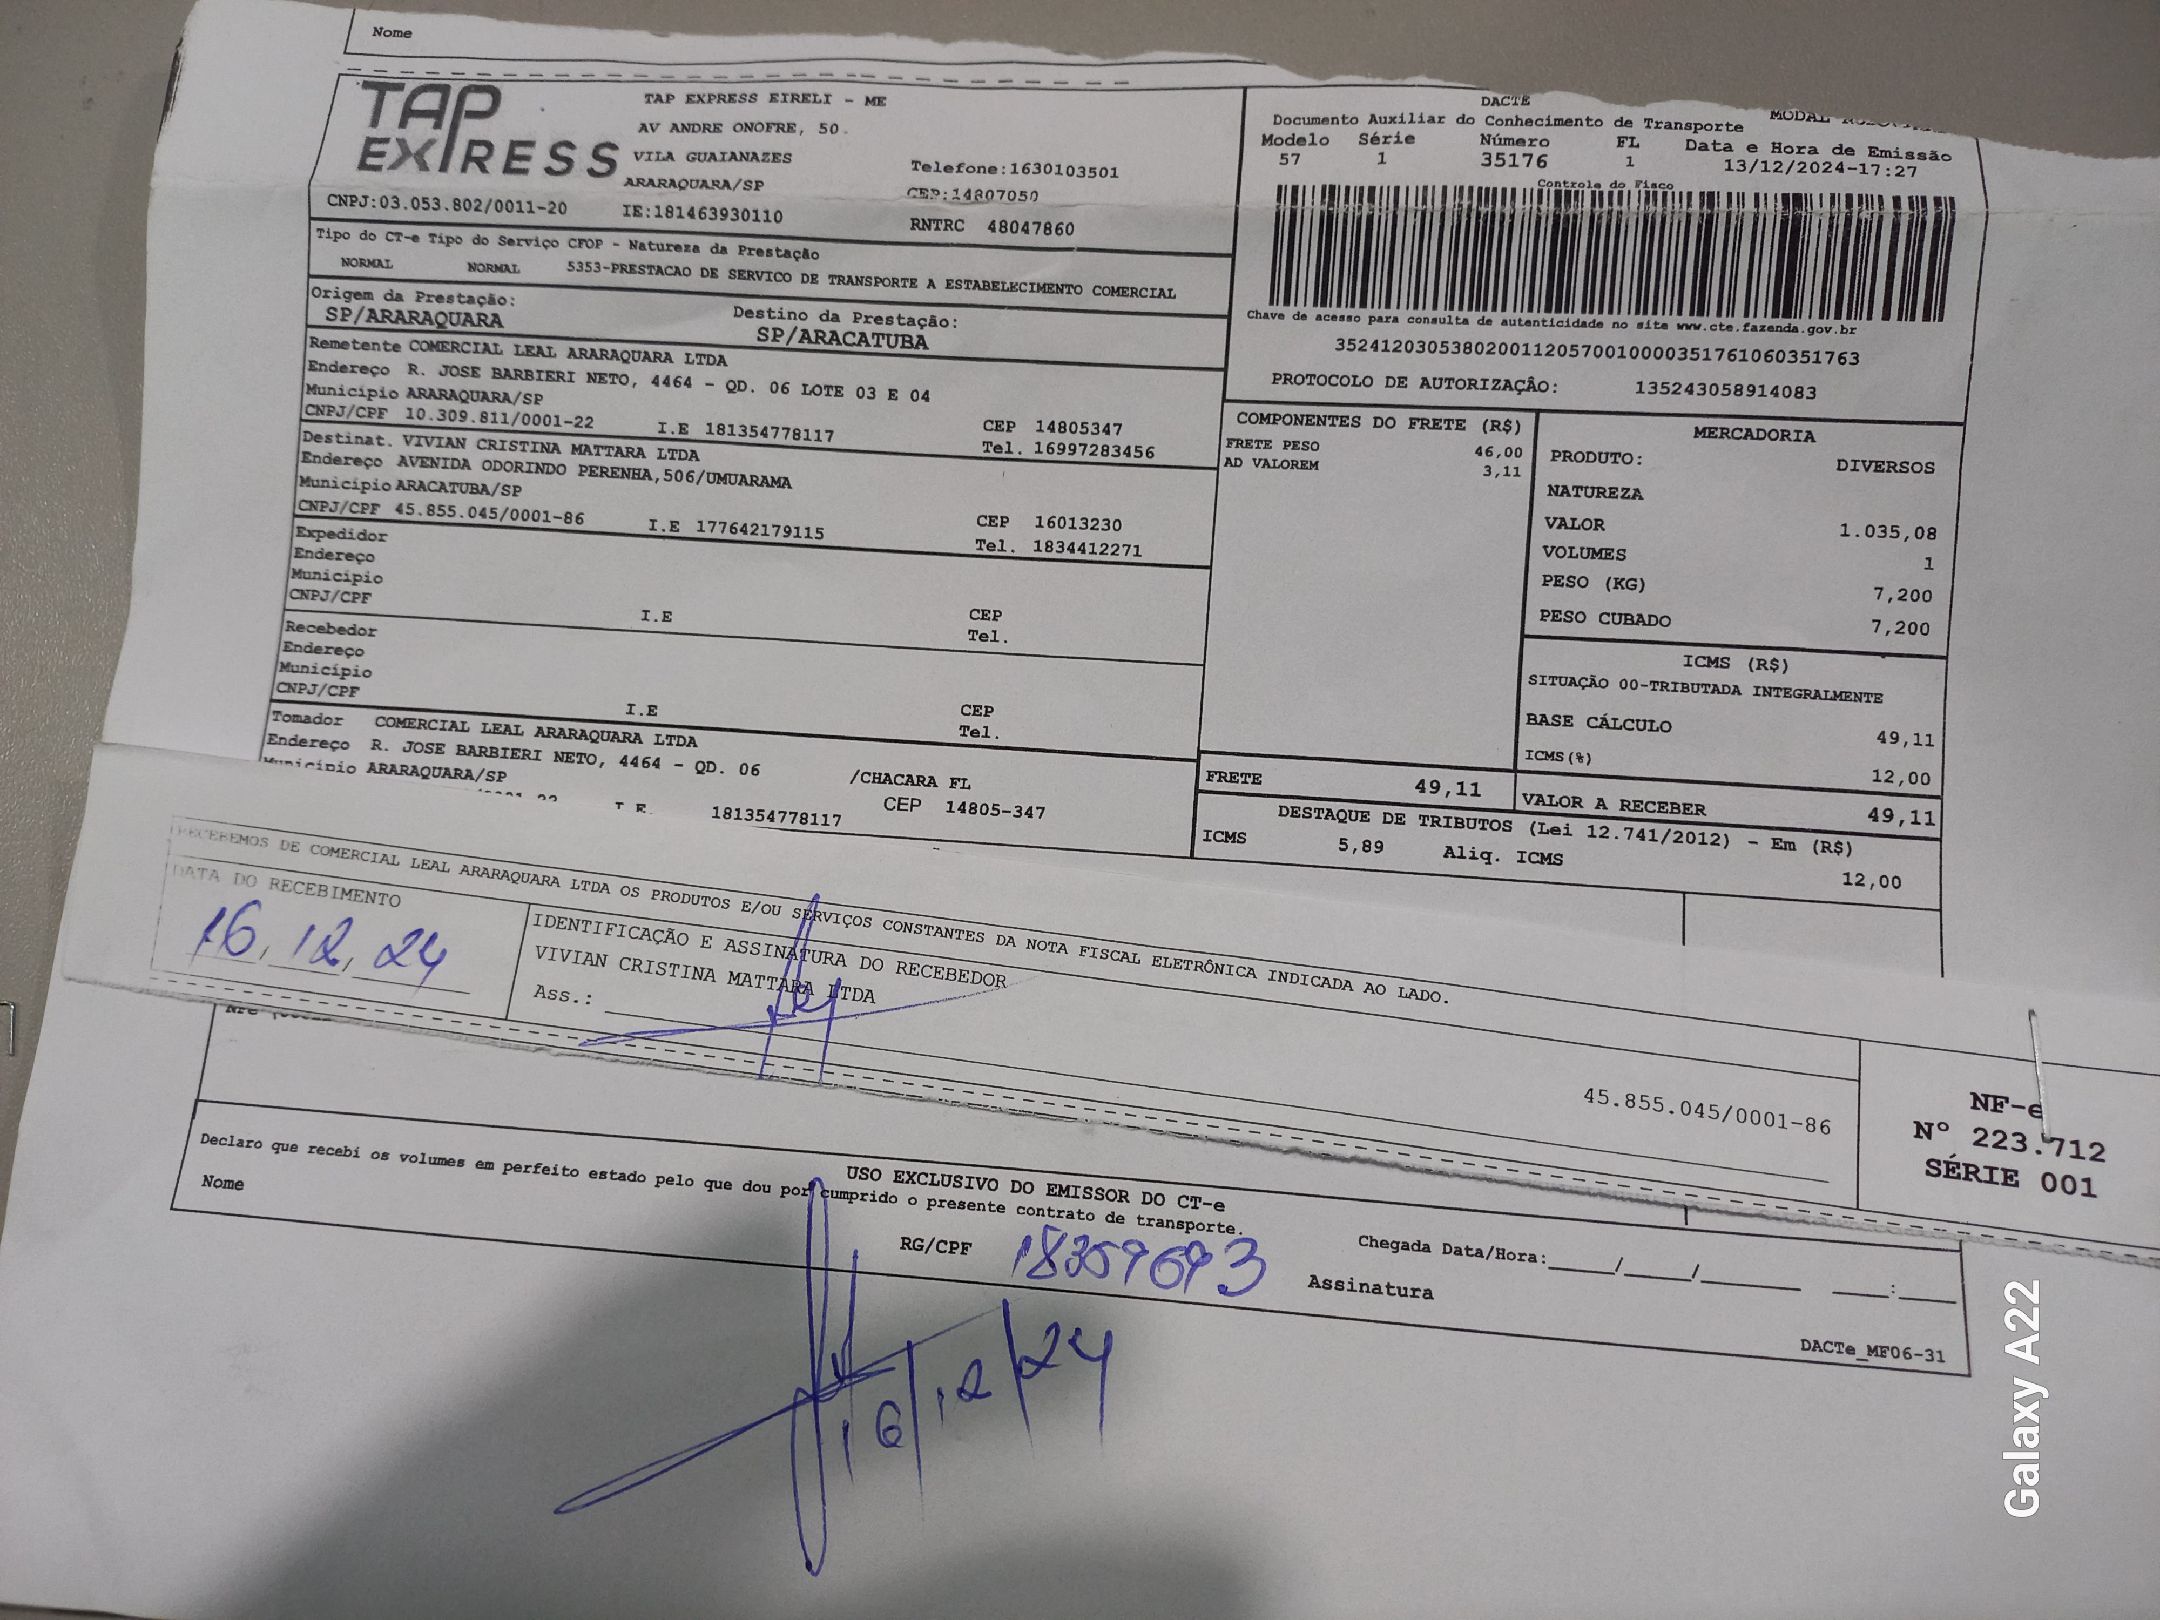 Nome
TAP
EXPRESS
TAP EXPRESS EIRELI - ME
AV ANDRE ONOFRE, 50
VILA GUAIANAZES
ARARAQUARA/SP
Telefone:1630103501
CEP:14807050
CNPJ:03.053.802/0011-20 IE:181463930110 RNTRC 48047860
Tipo do CT-e Tipo do Serviço CFOP - Natureza da Prestação
NORMAL NORMAL 5353-PRESTACAO DE SERVICO DE TRANSPORTE A ESTABELECIMENTO COMERCIAL
Origem da Prestação: Destino da Prestação:
SP/ARARAQUARA SP/ARACATUBA
Remetente COMERCIAL LEAL ARARAQUARA LTDA
Endereço R. JOSE BARBIERI NETO, 4464 - QD. 06 LOTE 03 E 04
Município ARARAQUARA/SP CEP 14805347
CNPJ/CPF 10.309.811/0001-22 I.E 181354778117 Tel. 16997283456
Destinat. VIVIAN CRISTINA MATTARA LTDA
Endereço AVENIDA ODORINDO PERENHA,506/UMUARAMA
Município ARACATUBA/SP CEP 16013230
CNPJ/CPF 45.855.045/0001-86 I.E 177642179115 Tel. 1834412271
Expedidor
Endereço
Município CEP
CNPJ/CPF I.E Tel.
Recebedor
Endereço
Município CEP
CNPJ/CPF I.E Tel.
Tomador COMERCIAL LEAL ARARAQUARA LTDA
Endereço R. JOSE BARBIERI NETO, 4464 - QD. 06 /CHACARA FL
Município ARARAQUARA/SP CEP 14805-347
I.E 181354778117
DACTE
Documento Auxiliar do Conhecimento de Transporte MODAL
Modelo Série Número FL Data e Hora de Emissão
57 1 35176 1 13/12/2024-17:27
Controle do Fisco
Chave de acesso para consulta de autenticidade no site www.cte.fazenda.gov.br
35241203053802001120570010000351761060351763
PROTOCOLO DE AUTORIZAÇÃO: 135243058914083
COMPONENTES DO FRETE (R$)
FRETE PESO 46,00
AD VALOREM 3,11
MERCADORIA
PRODUTO: DIVERSOS
NATUREZA
VALOR 1.035,08
VOLUMES 1
PESO (KG) 7,200
PESO CUBADO 7,200
ICMS (R$)
SITUAÇÃO 00-TRIBUTADA INTEGRALMENTE
BASE CÁLCULO 49,11
ICMS(%) 12,00
FRETE 49,11 VALOR A RECEBER 49,11
DESTAQUE DE TRIBUTOS (Lei 12.741/2012) - Em (R$)
ICMS 5,89 Aliq. ICMS 12,00
RECEBEMOS DE COMERCIAL LEAL ARARAQUARA LTDA OS PRODUTOS E/OU SERVIÇOS CONSTANTES DA NOTA FISCAL ELETRÔNICA INDICADA AO LADO.
DATA DO RECEBIMENTO
16, 12, 24
IDENTIFICAÇÃO E ASSINATURA DO RECEBEDOR
VIVIAN CRISTINA MATTARA LTDA
Ass.:
45.855.045/0001-86
NF-e
Nº 223.712
SÉRIE 001
USO EXCLUSIVO DO EMISSOR DO CT-e
Declaro que recebi os volumes em perfeito estado pelo que dou por cumprido o presente contrato de transporte.
Nome RG/CPF 183597693 Assinatura Chegada Data/Hora:____/____/______ ___:___
16/12/24
DACTe_MF06-31
Galaxy A22